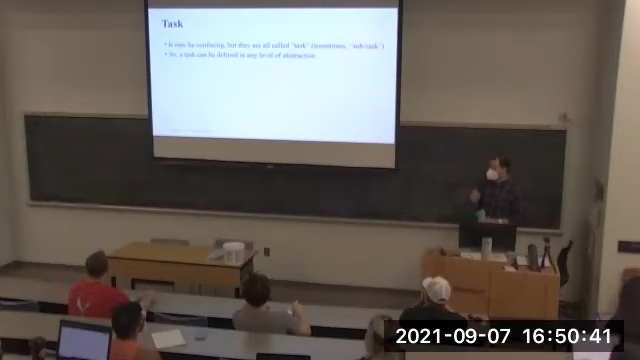 Task
• It may be confusing, but they are all called "task" (sometimes, "sub-task")
• So, a task can be defined in any level of abstraction.
2021-09-07 16:50:41